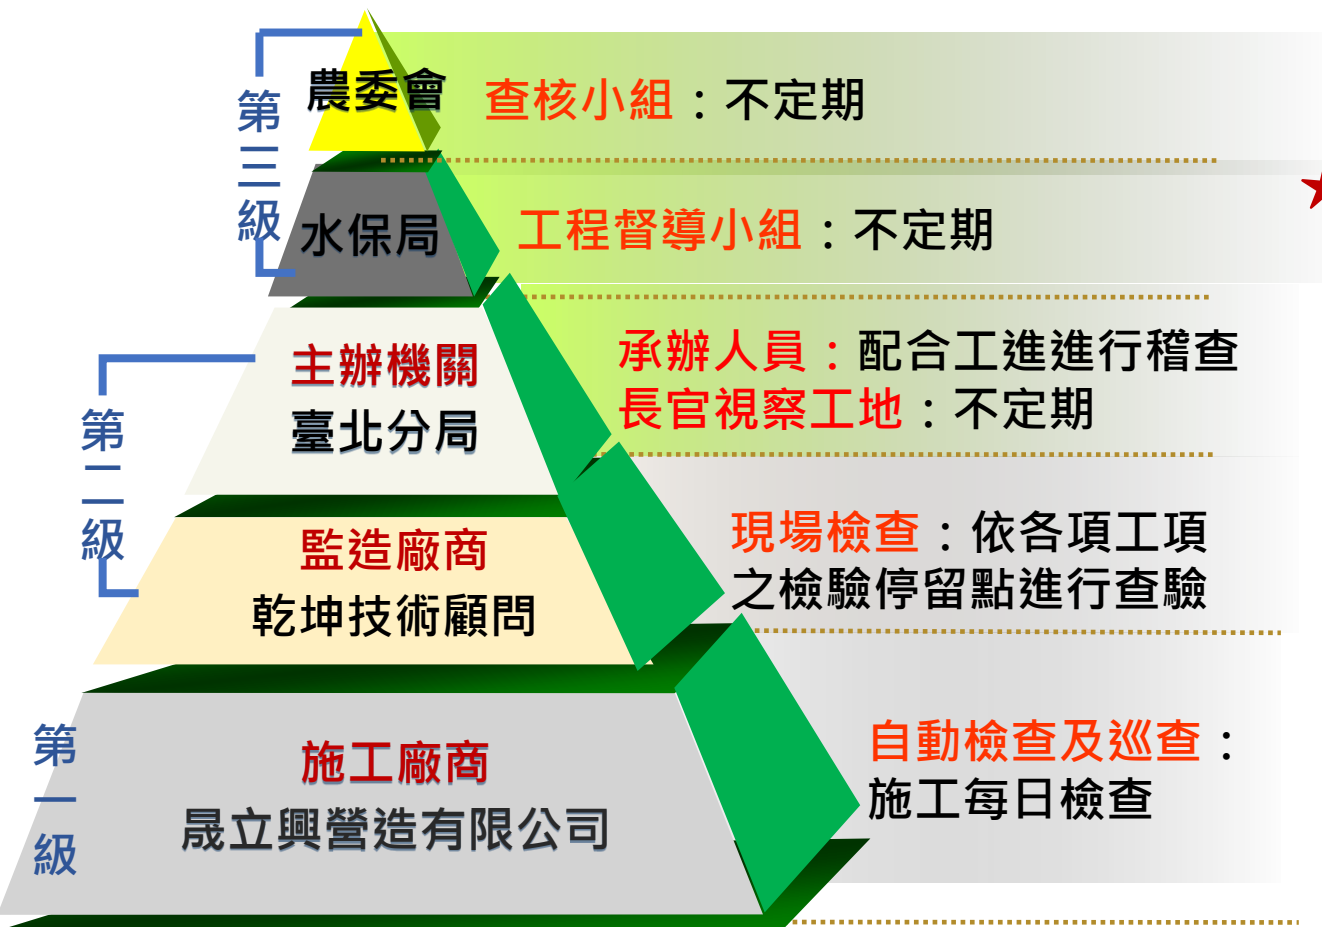 第三級
農委會
查核小組：不定期
水保局
工程督導小組：不定期
第二級
主辦機關
臺北分局
承辦人員：配合工進進行稽查
長官視察工地：不定期
監造廠商
乾坤技術顧問
現場檢查：依各項工項
之檢驗停留點進行查驗
第一級
施工廠商
晟立興營造有限公司
自動檢查及巡查：
施工每日檢查